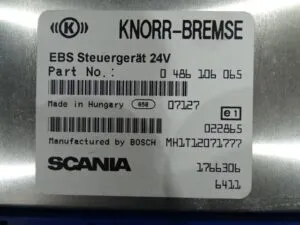 KNORR-BREMSE
EBS Steuergerät 24V
Part No.: 0 486 106 065
Made in Hungary 858 07127 e1
022865
Manufactured by BOSCH MH1T12071777
SCANIA 1766306
6411